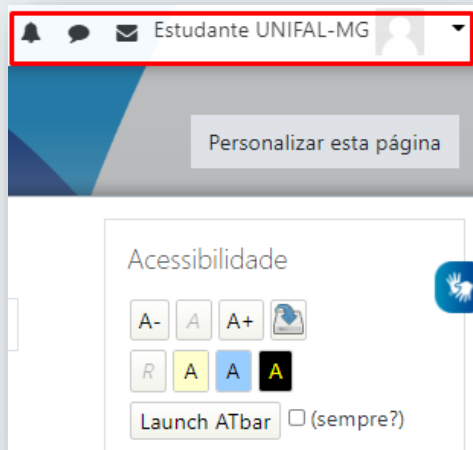 Estudante UNIFAL-MG
Personalizar esta página
Acessibilidade
A- A A+
R A A A
Launch ATbar (sempre?)